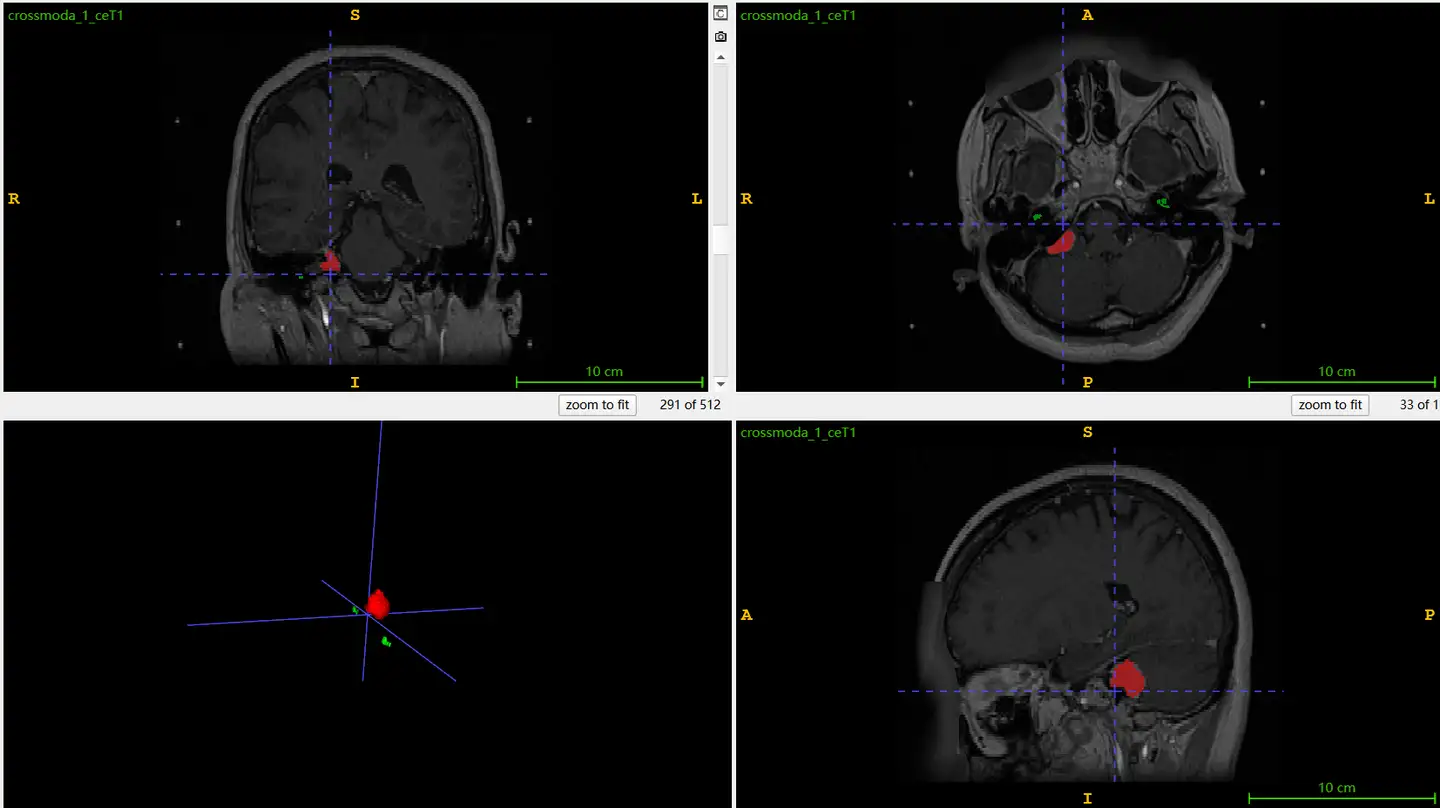 crossmoda_1_ceT1
S
R
L
I
10 cm
zoom to fit
291 of 512
C
crossmoda_1_ceT1
A
R
L
P
10 cm
zoom to fit
33 of 1
crossmoda_1_ceT1
S
A
P
I
10 cm